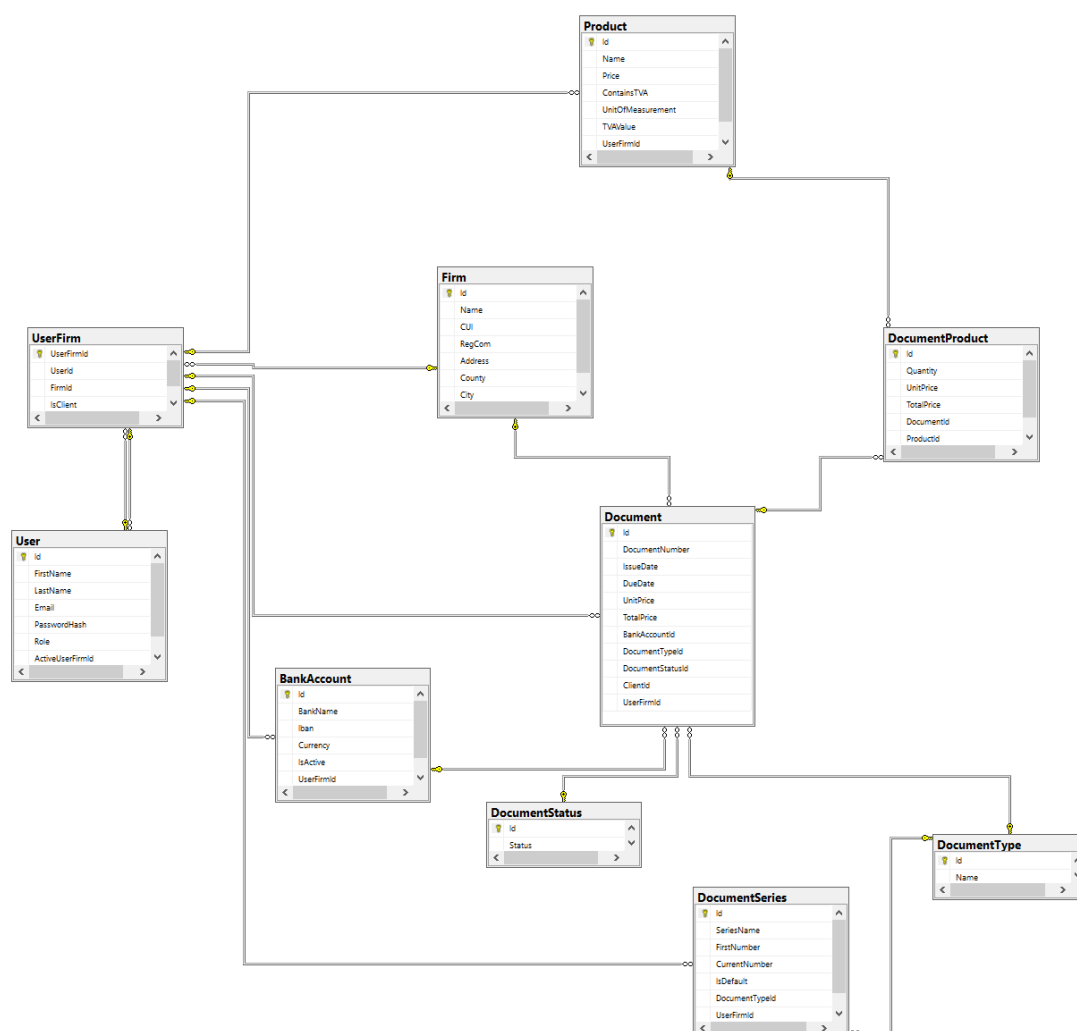 Product
Id
Name
Price
ContainsTVA
UnitOfMeasurement
TVAValue
UserFirmId
Firm
Id
Name
CUI
RegCom
Address
County
City
UserFirm
UserFirmId
UserId
FirmId
IsClient
DocumentProduct
Id
Quantity
UnitPrice
TotalPrice
DocumentId
ProductId
User
Id
FirstName
LastName
Email
PasswordHash
Role
ActiveUserFirmId
Document
Id
DocumentNumber
IssueDate
DueDate
UnitPrice
TotalPrice
BankAccountId
DocumentTypeId
DocumentStatusId
ClientId
UserFirmId
BankAccount
Id
BankName
Iban
Currency
IsActive
UserFirmId
DocumentStatus
Id
Status
DocumentType
Id
Name
DocumentSeries
Id
SeriesName
FirstNumber
CurrentNumber
IsDefault
DocumentTypeId
UserFirmId